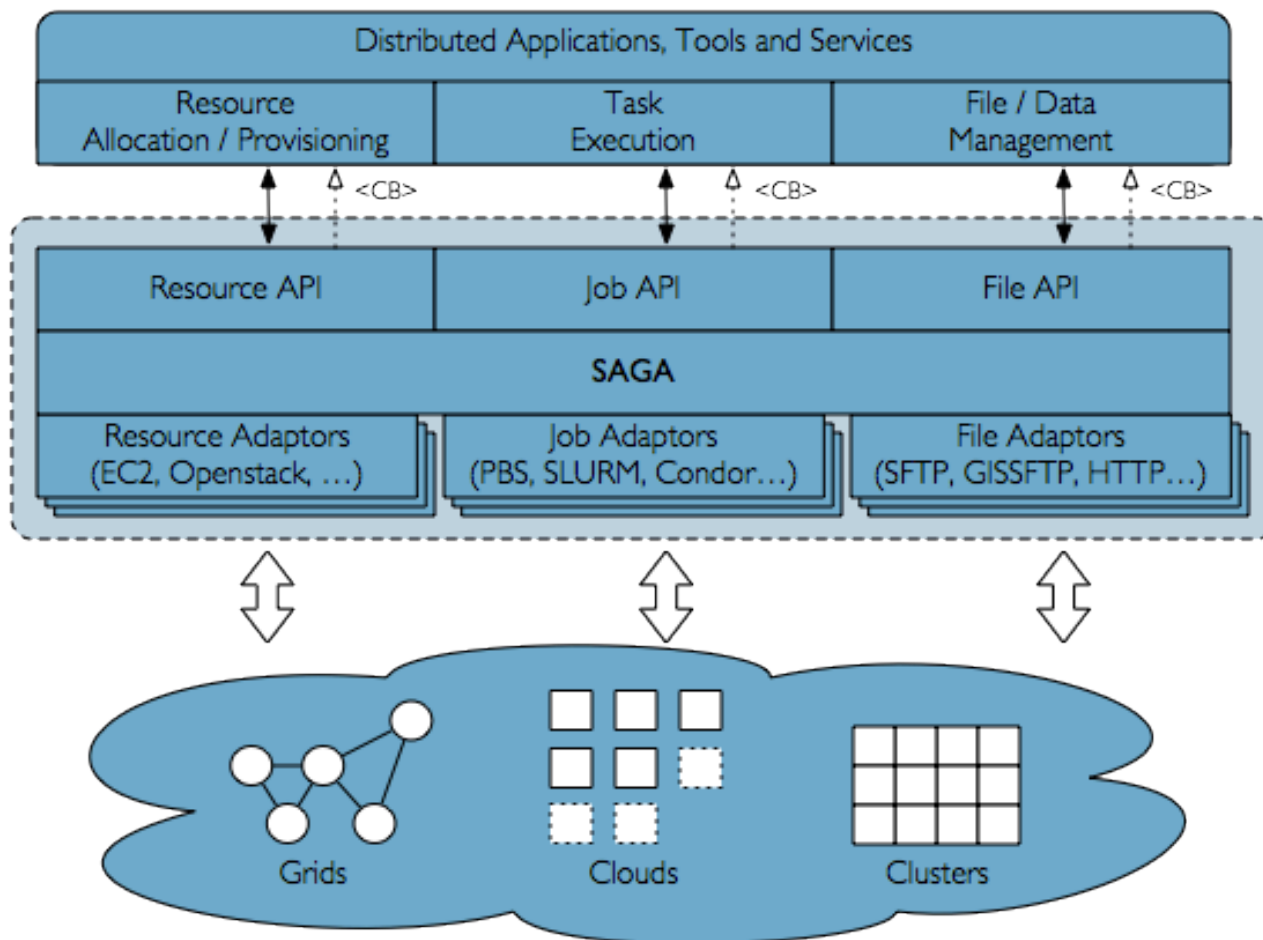 Distributed Applications, Tools and Services
Resource
Allocation / Provisioning
Task
Execution
File / Data
Management
<CB>
<CB>
<CB>
Resource API
Job API
File API
SAGA
Resource Adaptors
(EC2, Openstack, …)
Job Adaptors
(PBS, SLURM, Condor…)
File Adaptors
(SFTP, GISSFTP, HTTP…)
Grids
Clouds
Clusters